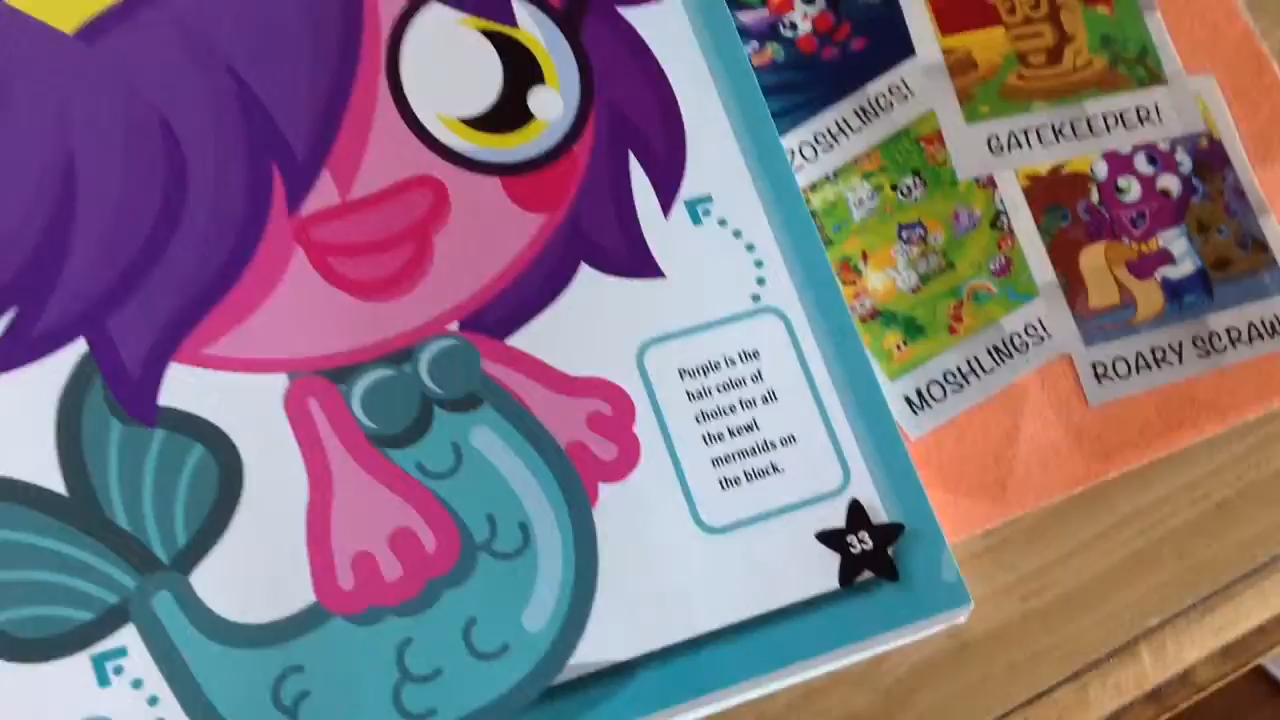 ZOSHLINGS!
GATEKEEPER!
MOSHLINGS!
ROARY SCRAW
Purple is the
hair color of
choice for all
the kewl
mermaids on
the block.
33